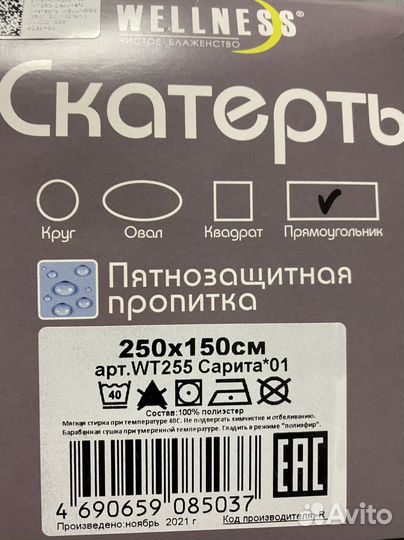 WELLNESS®
ЧИСТОЕ БЛАЖЕНСТВО
Скатерть
Круг Овал Квадрат Прямоугольник
Пятнозащитная
пропитка
250х150см
арт.WT255 Сарита*01
40
Состав:100% полиэстер
Мягкая стирка при температуре 40С. Не подвергать химчистке и отбеливанию.
Барабанная сушка при умеренной температуре. Гладить в режиме "полиэфир".
EAC
4 690659 085037
Произведено:ноябрь 2021 г. Код производителя: R
Avito